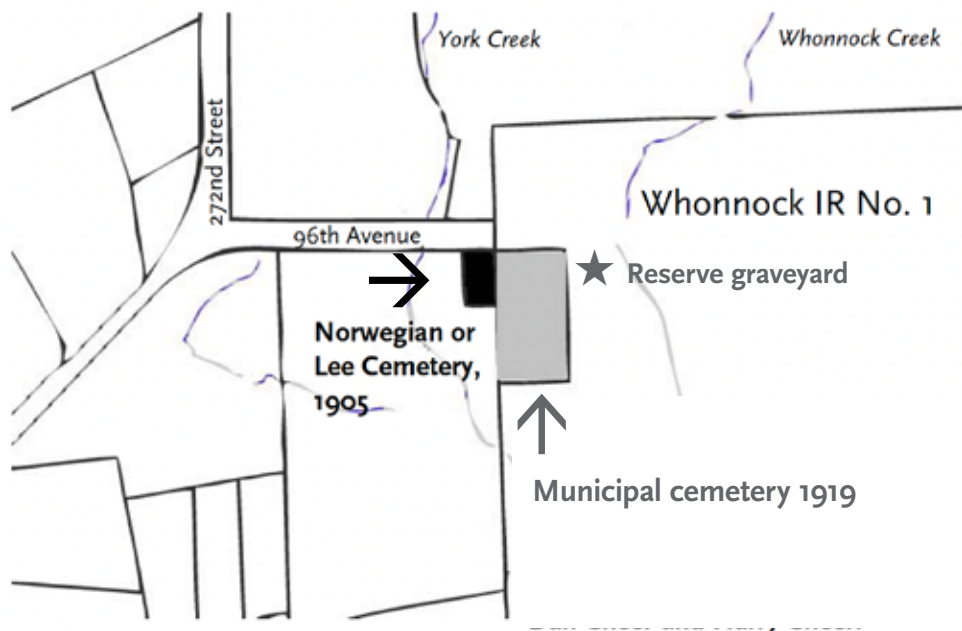 York Creek
Whonnock Creek
272nd Street
Whonnock IR No. 1
96th Avenue
Reserve graveyard
Norwegian or
Lee Cemetery,
1905
Municipal cemetery 1919